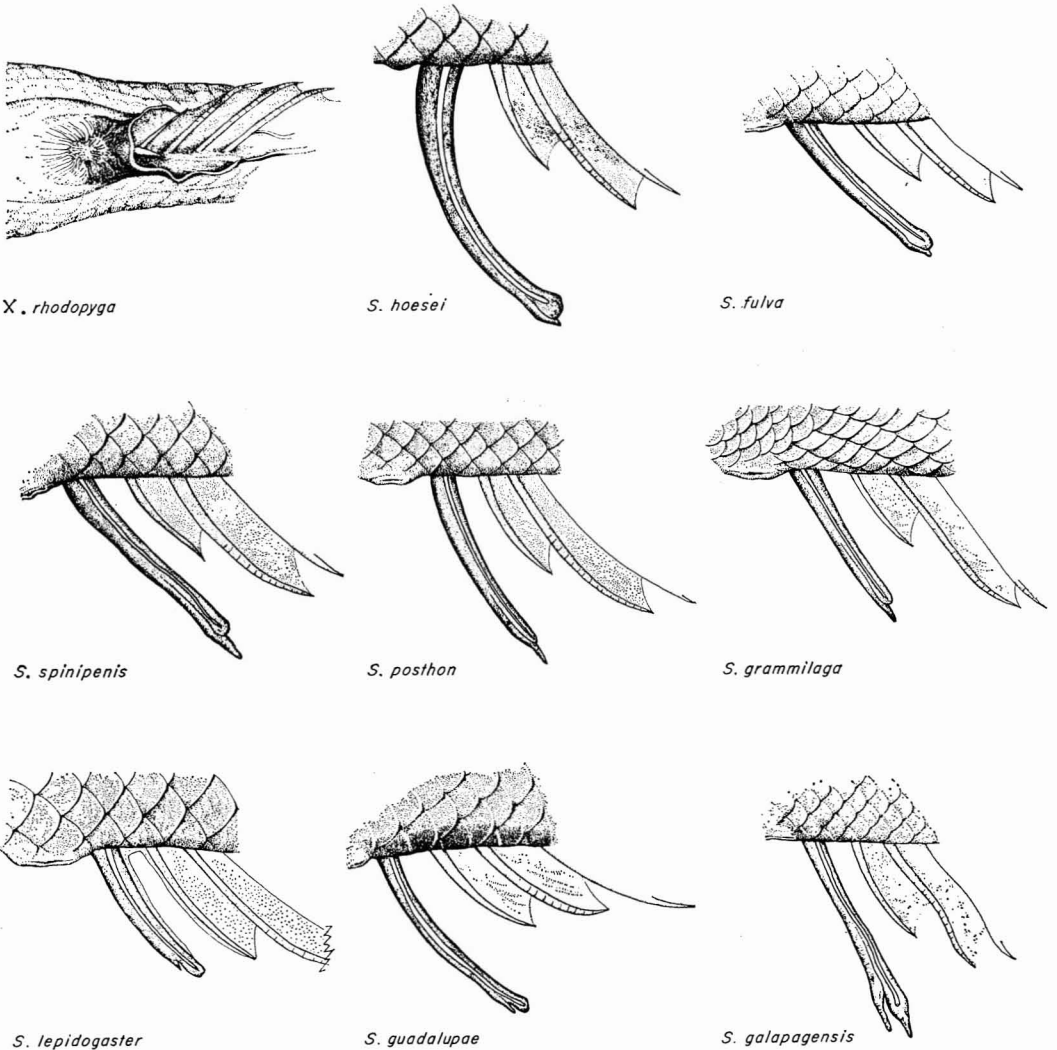 X. rhodopyga
S. hoesei
S. fulva
S. spinipenis
S. posthon
S. grammilaga
S. lepidogaster
S. guadalupae
S. galapagensis